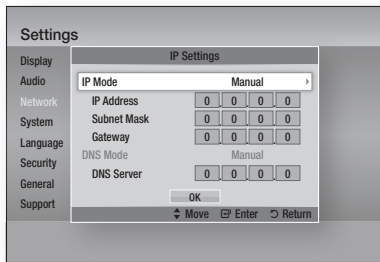 Settings
IP Settings
Display
Audio
Network
System
Language
Security
General
Support
IP Mode Manual
IP Address 0 . 0 . 0 . 0
Subnet Mask 0 . 0 . 0 . 0
Gateway 0 . 0 . 0 . 0
DNS Mode Manual
DNS Server 0 . 0 . 0 . 0
OK
Move Enter Return